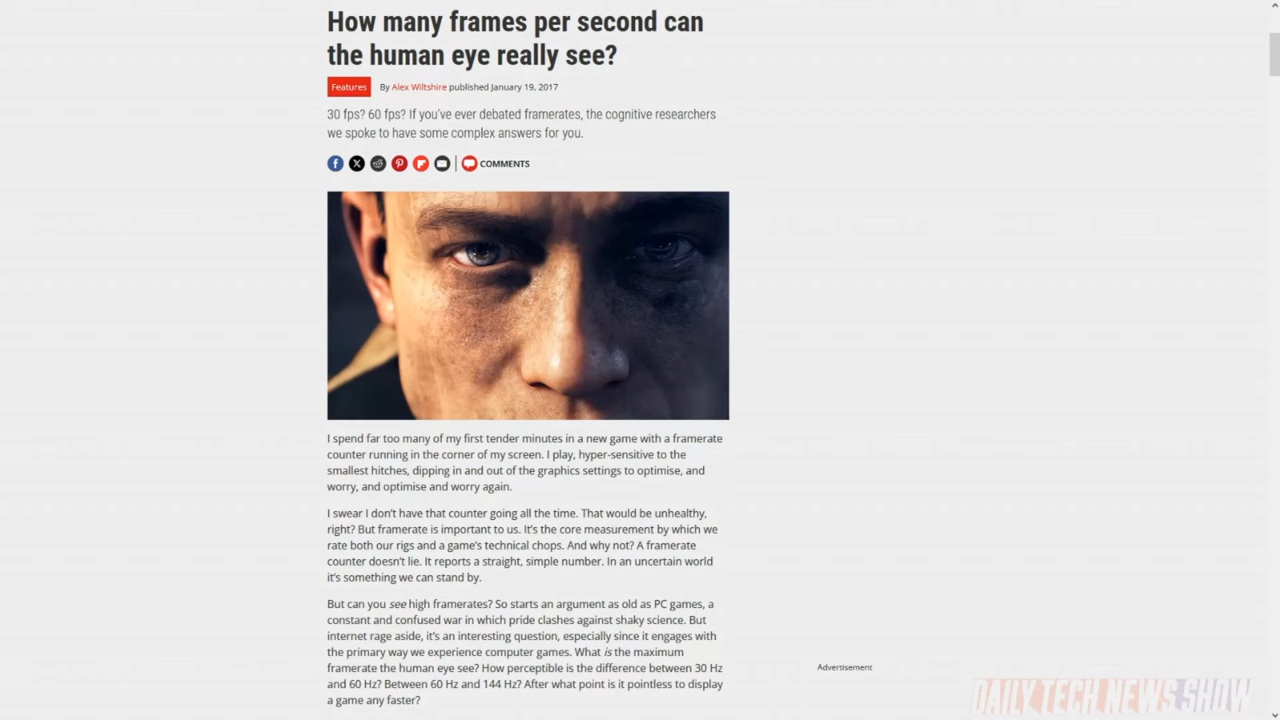 How many frames per second can
the human eye really see?
Features By Alex Wiltshire published January 19, 2017
30 fps? 60 fps? If you've ever debated framerates, the cognitive researchers
we spoke to have some complex answers for you.
COMMENTS
I spend far too many of my first tender minutes in a new game with a framerate
counter running in the corner of my screen. I play, hyper-sensitive to the
smallest hitches, dipping in and out of the graphics settings to optimise, and
worry, and optimise and worry again.
I swear I don't have that counter going all the time. That would be unhealthy,
right? But framerate is important to us. It's the core measurement by which we
rate both our rigs and a game's technical chops. And why not? A framerate
counter doesn't lie. It reports a straight, simple number. In an uncertain world
it's something we can stand by.
But can you see high framerates? So starts an argument as old as PC games, a
constant and confused war in which pride clashes against shaky science. But
internet rage aside, it's an interesting question, especially since it engages with
the primary way we experience computer games. What is the maximum
framerate the human eye see? How perceptible is the difference between 30 Hz
and 60 Hz? Between 60 Hz and 144 Hz? After what point is it pointless to display
a game any faster?
Advertisement
DAILY TECH NEWS SHOW